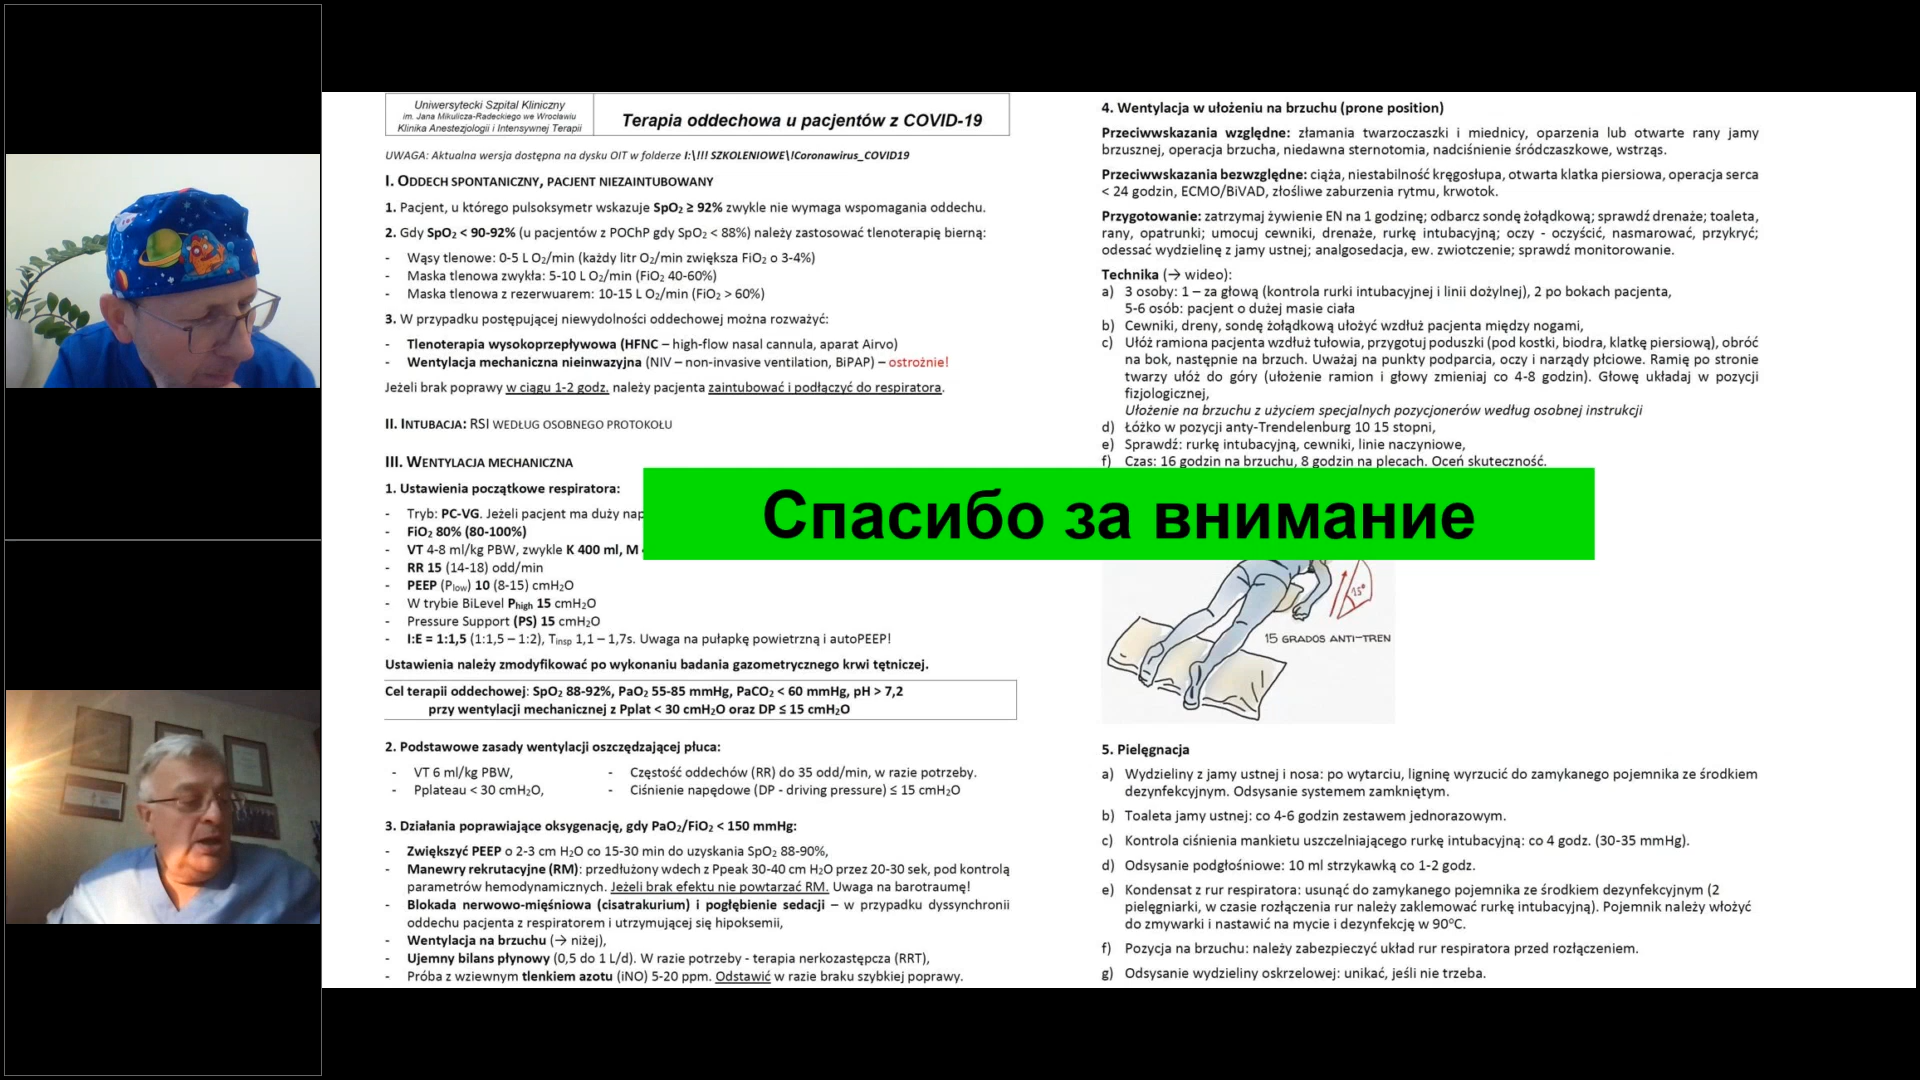 Uniwersytecki Szpital Kliniczny
im. Jana Mikulicza-Radeckiego we Wrocławiu
Klinika Anestezjologii i Intensywnej Terapii
Terapia oddechowa u pacjentów z COVID-19
UWAGA: Aktualna wersja dostępna na dysku OIT w folderze I:\!!! SZKOLENIOWE\!Coronawirus_COVID19
I. ODDECH SPONTANICZNY, PACJENT NIEZAINTUBOWANY
1. Pacjent, u którego pulsoksymetr wskazuje SpO₂ ≥ 92% zwykle nie wymaga wspomagania oddechu.
2. Gdy SpO₂ < 90-92% (u pacjentów z POChP gdy SpO₂ < 88%) należy zastosować tlenoterapię bierną:
- Wąsy tlenowe: 0-5 L O₂/min (każdy litr O₂/min zwiększa FiO₂ o 3-4%)
- Maska tlenowa zwykła: 5-10 L O₂/min (FiO₂ 40-60%)
- Maska tlenowa z rezerwuarem: 10-15 L O₂/min (FiO₂ > 60%)
3. W przypadku postępującej niewydolności oddechowej można rozważyć:
- Tlenoterapia wysokoprzepływowa (HFNC – high-flow nasal cannula, aparat Airvo)
- Wentylacja mechaniczna nieinwazyjna (NIV – non-invasive ventilation, BiPAP) – ostrożnie!
Jeżeli brak poprawy w ciągu 1-2 godz. należy pacjenta zaintubować i podłączyć do respiratora.
II. INTUBACJA: RSI WEDŁUG OSOBNEGO PROTOKOŁU
III. WENTYLACJA MECHANICZNA
1. Ustawienia początkowe respiratora:
- Tryb: PC-VG. Jeżeli pacjent ma duży
- FiO₂ 80% (80-100%)
- VT 4-8 ml/kg PBW, zwykle K 400 ml, M
- RR 15 (14-18) odd/min
- PEEP (Plow) 10 (8-15) cmH₂O
- W trybie BiLevel Phigh 15 cmH₂O
- Pressure Support (PS) 15 cmH₂O
- I:E = 1:1,5 (1:1,5 – 1:2), Tinsp 1,1 – 1,7s. Uwaga na pułapkę powietrzną i autoPEEP!
Ustawienia należy zmodyfikować po wykonaniu badania gazometrycznego krwi tętniczej.
Cel terapii oddechowej: SpO₂ 88-92%, PaO₂ 55-85 mmHg, PaCO₂ < 60 mmHg, pH > 7,2
przy wentylacji mechanicznej z Pplat < 30 cmH₂O oraz DP ≤ 15 cmH₂O
2. Podstawowe zasady wentylacji oszczędzającej płuca:
- VT 6 ml/kg PBW,
- Pplateau < 30 cmH₂O,
- Częstość oddechów (RR) do 35 odd/min, w razie potrzeby.
- Ciśnienie napędowe (DP - driving pressure) ≤ 15 cmH₂O
3. Działania poprawiające oksygenację, gdy PaO₂/FiO₂ < 150 mmHg:
- Zwiększyć PEEP o 2-3 cm H₂O co 15-30 min do uzyskania SpO₂ 88-90%,
- Manewry rekrutacyjne (RM): przedłużony wdech z Ppeak 30-40 cm H₂O przez 20-30 sek, pod kontrolą
parametrów hemodynamicznych. Jeżeli brak efektu nie powtarzać RM. Uwaga na barotraumę!
- Blokada nerwowo-mięśniowa (cisatrakurium) i pogłębienie sedacji – w przypadku dyssynchronii
oddechu pacjenta z respiratorem i utrzymującej się hipoksemii,
- Wentylacja na brzuchu (→ niżej),
- Ujemny bilans płynowy (0,5 do 1 L/d). W razie potrzeby - terapia nerkozastępcza (RRT),
- Próba z wziewnym tlenkiem azotu (iNO) 5-20 ppm. Odstawić w razie braku szybkiej poprawy.
4. Wentylacja w ułożeniu na brzuchu (prone position)
Przeciwwskazania względne: złamania twarzoczaszki i miednicy, oparzenia lub otwarte rany jamy
brzusznej, operacja brzucha, niedawna sternotomia, nadciśnienie śródczaszkowe, wstrząs.
Przeciwwskazania bezwzględne: ciąża, niestabilność kręgosłupa, otwarta klatka piersiowa, operacja serca
< 24 godzin, ECMO/BiVAD, złośliwe zaburzenia rytmu, krwotok.
Przygotowanie: zatrzymaj żywienie EN na 1 godzinę; odbarcz sondę żołądkową; sprawdź drenaże; toaleta,
rany, opatrunki; umocuj cewniki, drenaże, rurkę intubacyjną; oczy - oczyścić, nasmarować, przykryć;
odessać wydzielinę z jamy ustnej; analgosedacja, ew. zwiotczenie; sprawdź monitorowanie.
Technika (→ wideo):
a) 3 osoby: 1 – za głową (kontrola rurki intubacyjnej i linii dożylnej), 2 po bokach pacjenta,
5-6 osób: pacjent o dużej masie ciała
b) Cewniki, dreny, sondę żołądkową ułożyć wzdłuż pacjenta między nogami,
c) Ułóż ramiona pacjenta wzdłuż tułowia, przygotuj poduszki (pod kostki, biodra, klatkę piersiową), obróć
na bok, następnie na brzuch. Uważaj na punkty podparcia, oczy i narządy płciowe. Ramię po stronie
twarzy ułóż do góry (ułożenie ramion i głowy zmieniaj co 4-8 godzin). Głowę układaj w pozycji
fizjologicznej,
Ułożenie na brzuchu z użyciem specjalnych pozycjonerów według osobnej instrukcji
d) Łóżko w pozycji anty-Trendelenburg 10 15 stopni,
e) Sprawdź: rurkę intubacyjną, cewniki, linie naczyniowe,
f) Czas: 16 godzin na brzuchu, 8 godzin na plecach. Oceń skuteczność.
Спасибо за внимание
15°
15 GRADOS ANTI-TREN
5. Pielęgnacja
a) Wydzieliny z jamy ustnej i nosa: po wytarciu, ligninę wyrzucić do zamykanego pojemnika ze środkiem
dezynfekcyjnym. Odsysanie systemem zamkniętym.
b) Toaleta jamy ustnej: co 4-6 godzin zestawem jednorazowym.
c) Kontrola ciśnienia mankietu uszczelniającego rurkę intubacyjną: co 4 godz. (30-35 mmHg).
d) Odsysanie podgłośniowe: 10 ml strzykawką co 1-2 godz.
e) Kondensat z rur respiratora: usunąć do zamykanego pojemnika ze środkiem dezynfekcyjnym (2
pielęgniarki, w czasie rozłączenia rur należy zaklemować rurkę intubacyjną). Pojemnik należy włożyć
do zmywarki i nastawić na mycie i dezynfekcję w 90°C.
f) Pozycja na brzuchu: należy zabezpieczyć układ rur respiratora przed rozłączeniem.
g) Odsysanie wydzieliny oskrzelowej: unikać, jeśli nie trzeba.